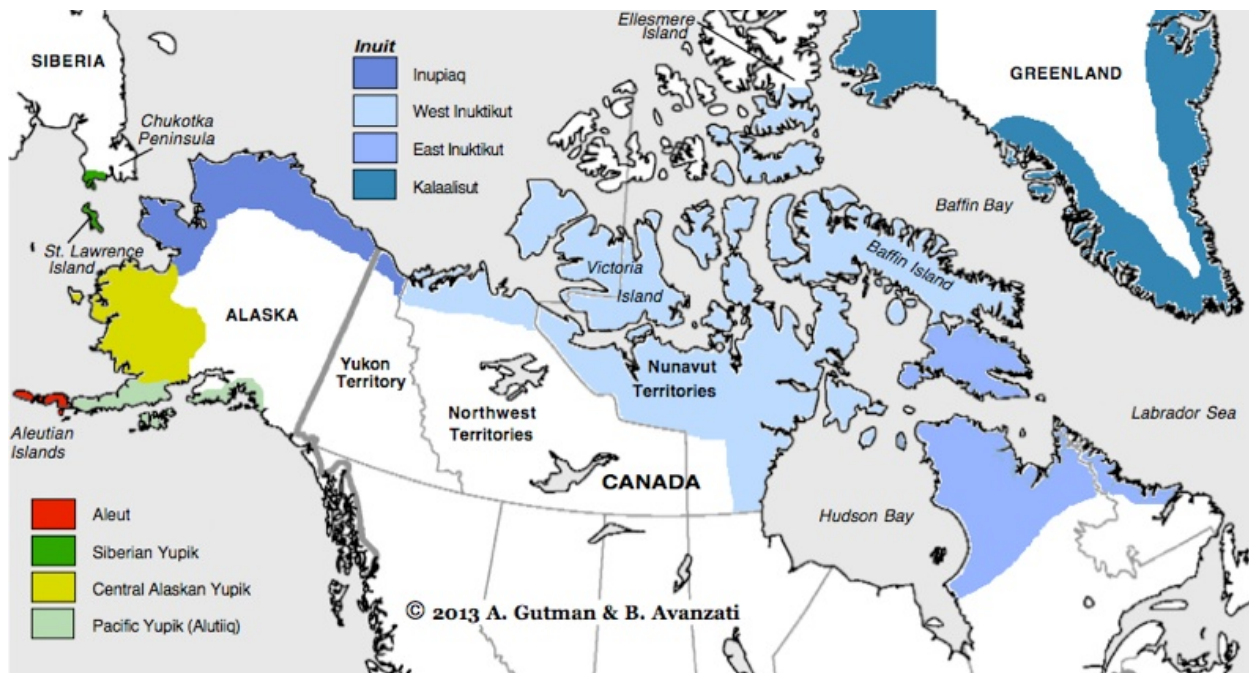 Ellesmere
Island
SIBERIA
Inuit
Inupiaq
West Inuktikut
East Inuktikut
Kalaalisut
GREENLAND
Chukotka
Peninsula
St. Lawrence
Island
Baffin Bay
Baffin Island
Victoria
Island
ALASKA
Yukon
Territory
Nunavut
Territories
Northwest
Territories
Labrador Sea
Aleutian
Islands
CANADA
Hudson Bay
Aleut
Siberian Yupik
Central Alaskan Yupik
Pacific Yupik (Alutiiq)
© 2013 A. Gutman & B. Avanzati